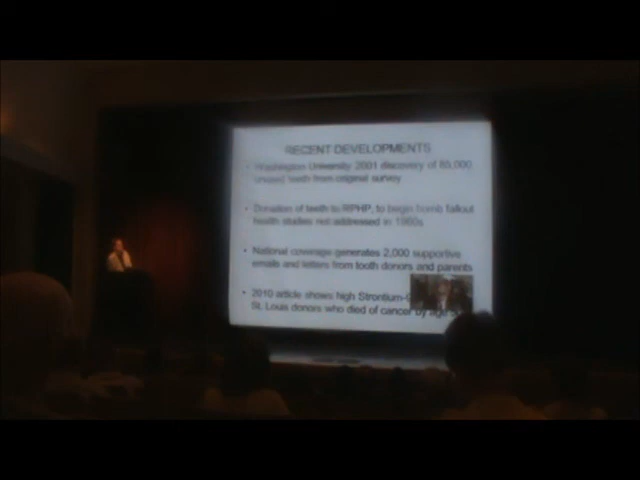 RECENT DEVELOPMENTS
• Washington University 2001 discovery of 85,000
unused teeth from original survey
• Donation of teeth to RPHP, to begin bomb fallout
health studies not addressed in 1960s
• National coverage generates 2,000 supportive
emails and letters from tooth donors and parents
• 2010 article shows high Strontium-
St. Louis donors who died of cancer by age